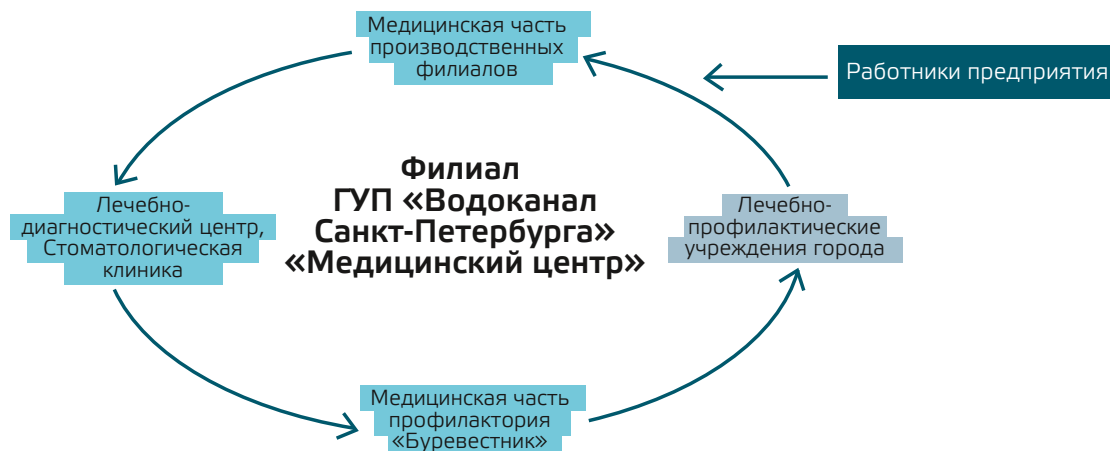 Медицинская часть
производственных
филиалов
Работники предприятия
Филиал
ГУП «Водоканал
Санкт-Петербурга»
«Медицинский центр»
Лечебно-
диагностический центр,
Стоматологическая
клиника
Лечебно-
профилактические
учреждения города
Медицинская часть
профилактория
«Буревестник»